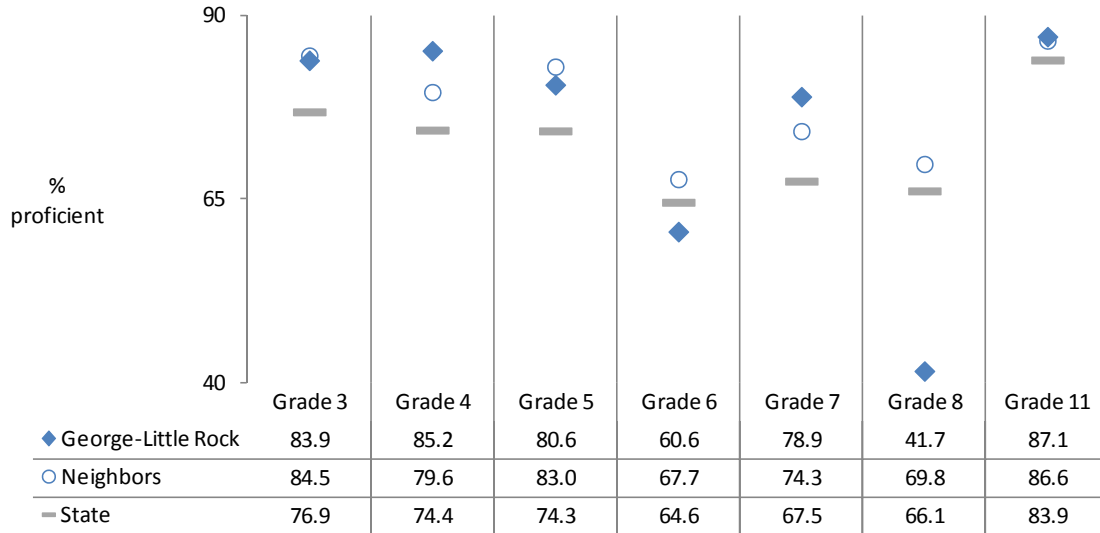 90
%
proficient
65
40
Grade 3 Grade 4 Grade 5 Grade 6 Grade 7 Grade 8 Grade 11
George-Little Rock 83.9 85.2 80.6 60.6 78.9 41.7 87.1
Neighbors 84.5 79.6 83.0 67.7 74.3 69.8 86.6
State 76.9 74.4 74.3 64.6 67.5 66.1 83.9